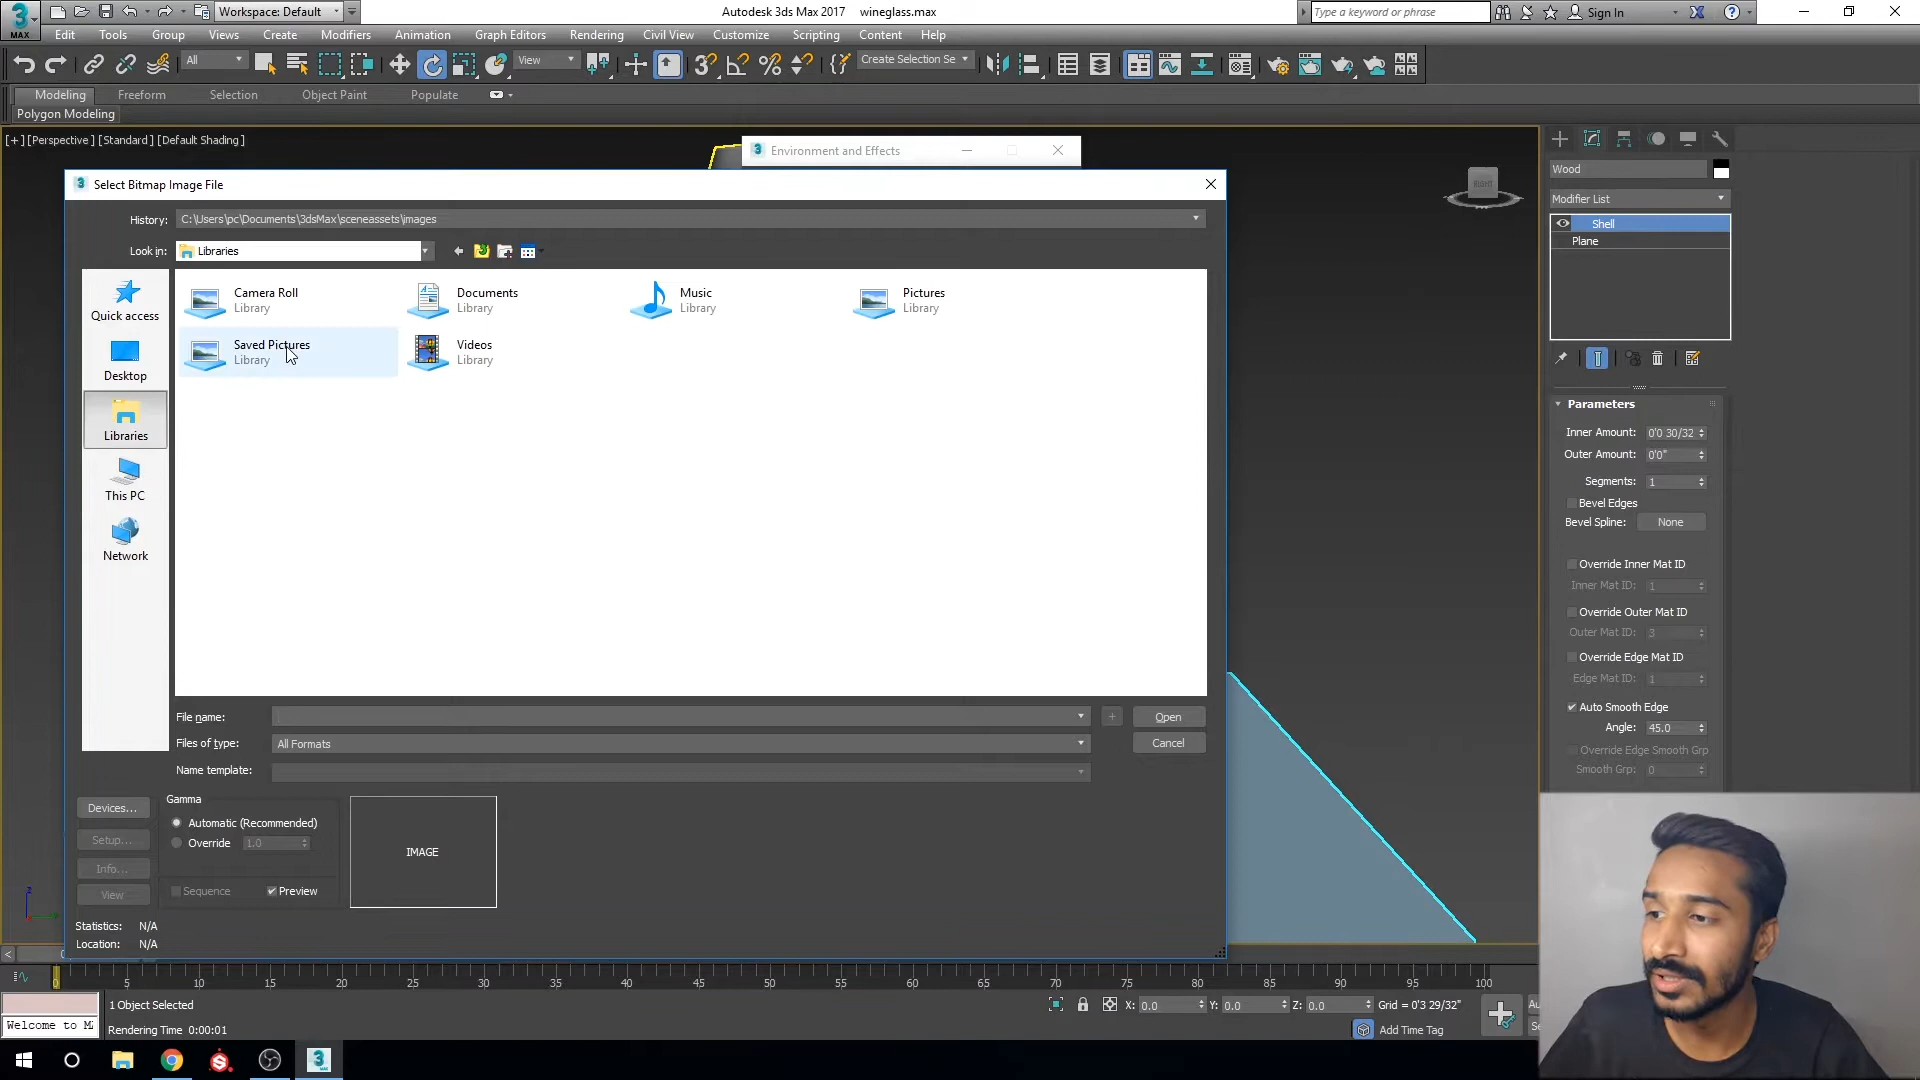 Workspace: Default
Autodesk 3ds Max 2017 wineglass.max
Type a keyword or phrase
Sign In
MAX
Edit Tools Group Views Create Modifiers Animation Graph Editors Rendering Civil View Customize Scripting Content Help
All
View
Create Selection Se
Modeling Freeform Selection Object Paint Populate
Polygon Modeling
[+] [Perspective] [Standard] [Default Shading]
Environment and Effects
RIGHT
Wood
Modifier List
Shell
Plane
Select Bitmap Image File
History: C:\Users\pc\Documents\3dsMax\sceneassets\images
Look in: Libraries
Quick access
Desktop
Libraries
This PC
Network
Camera Roll
Library
Documents
Library
Music
Library
Pictures
Library
Saved Pictures
Library
Videos
Library
File name:
Open
Files of type: All Formats
Cancel
Name template:
Devices...
Setup...
Info...
View
Gamma
Automatic (Recommended)
Override 1.0
Sequence
Preview
IMAGE
Statistics: N/A
Location: N/A
Parameters
Inner Amount: 0'0 30/32
Outer Amount: 0'0"
Segments: 1
Bevel Edges
Bevel Spline: None
Override Inner Mat ID
Inner Mat ID: 1
Override Outer Mat ID
Outer Mat ID: 3
Override Edge Mat ID
Edge Mat ID: 1
Auto Smooth Edge
Angle: 45.0
Override Edge Smooth Grp
Smooth Grp: 0
5 10 15 20 25 30 35 40 45 50 55 60 65 70 75 80 85 90 95 100
1 Object Selected
X: 0.0 Y: 0.0 Z: 0.0 Grid = 0'3 29/32"
Welcome to M
Rendering Time 0:00:01
Add Time Tag